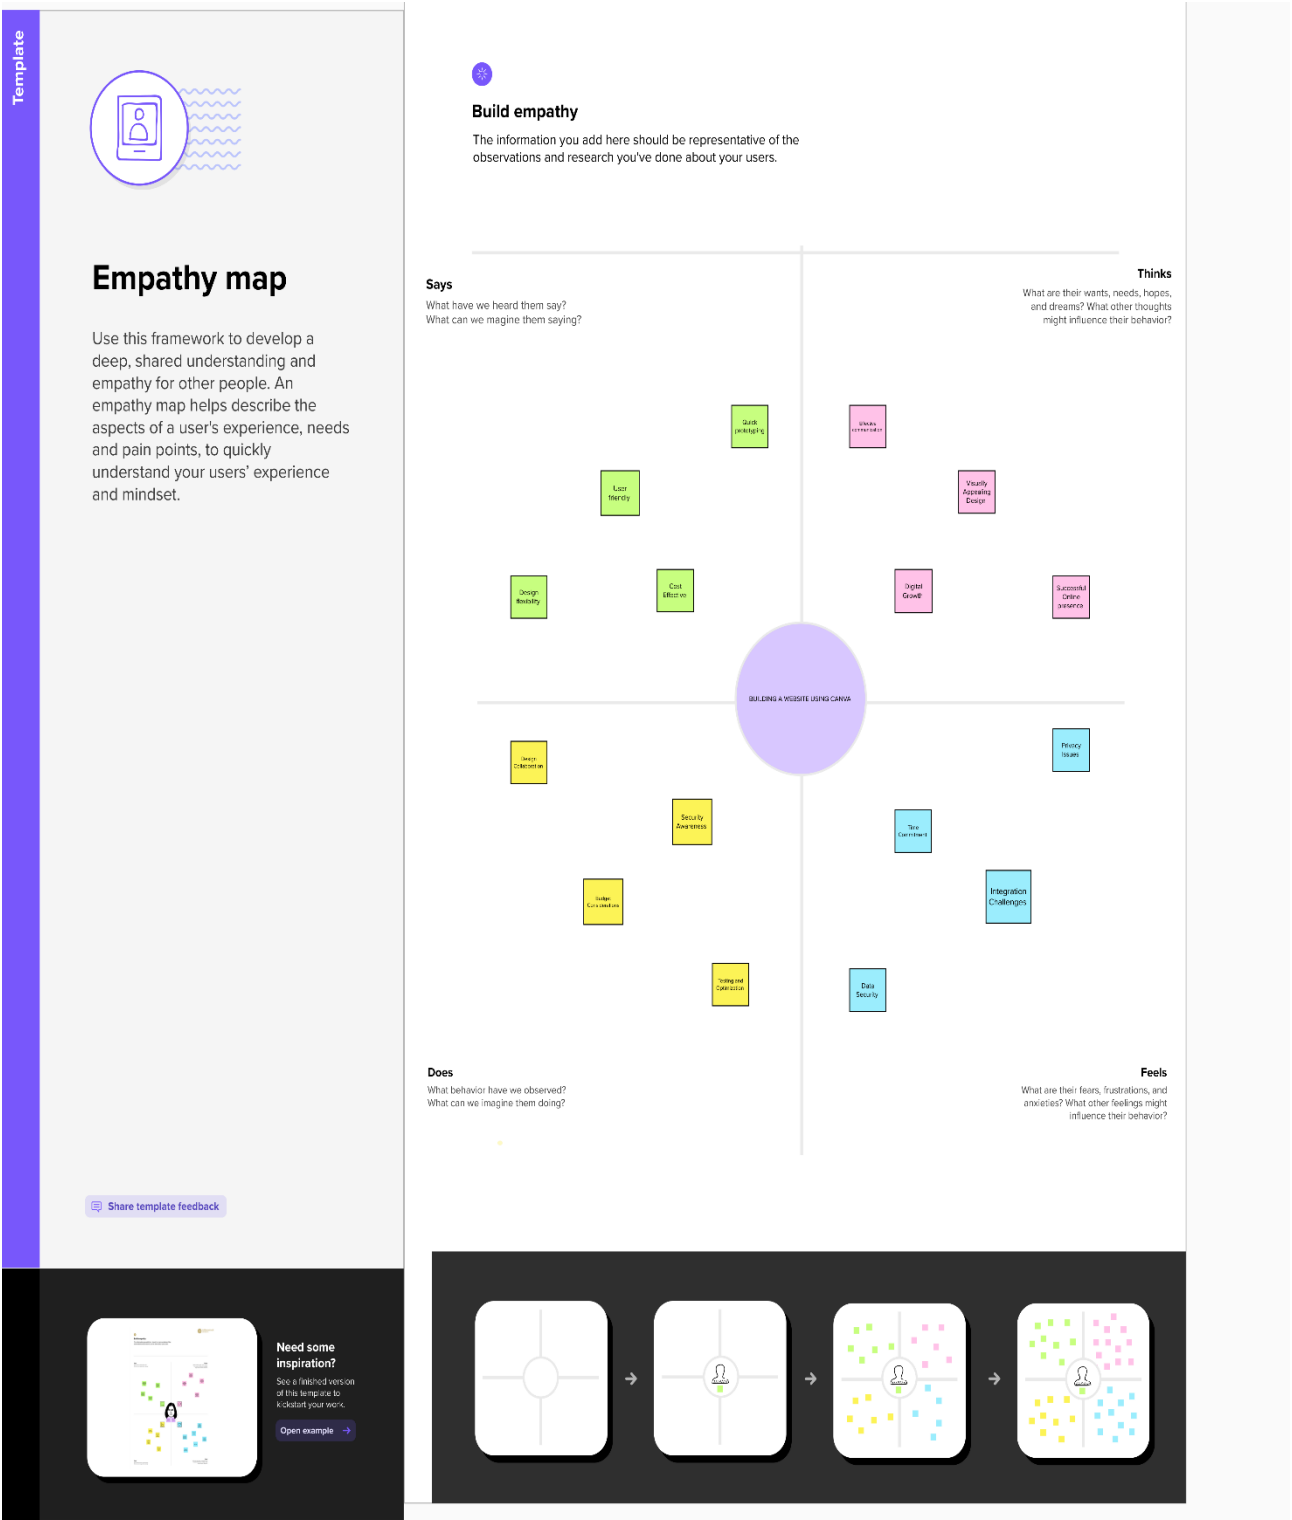 Template
Empathy map
Use this framework to develop a
deep, shared understanding and
empathy for other people. An
empathy map helps describe the
aspects of a user's experience, needs
and pain points, to quickly
understand your users' experience
and mindset.
Share template feedback
Need some
inspiration?
See a finished version
of this template to
kickstart your work.
Open example
Build empathy
The information you add here should be representative of the
observations and research you've done about your users.
Says
What have we heard them say?
What can we magine them saying?
Thinks
What are their wants, needs, hopes,
and dreams? What other thoughts
might influence their behavior?
Quick
prototyping
User
friendly
Design
flexibility
Cost
Effective
communication
Visually
Appealing
Design
Digital
Growth
Successful
Online
presence
BUILDING A WEBSITE USING CANVA
Design
Collaboration
Security
Awareness
Considerations
Testing and
Optimization
Privacy
Issues
Time
Commitment
Integration
Challenges
Data
Security
Does
What behavior have we observed?
What can we imagine them doing?
Feels
What are their fears, frustrations, and
anxieties? What other feelings might
influence their behavior?